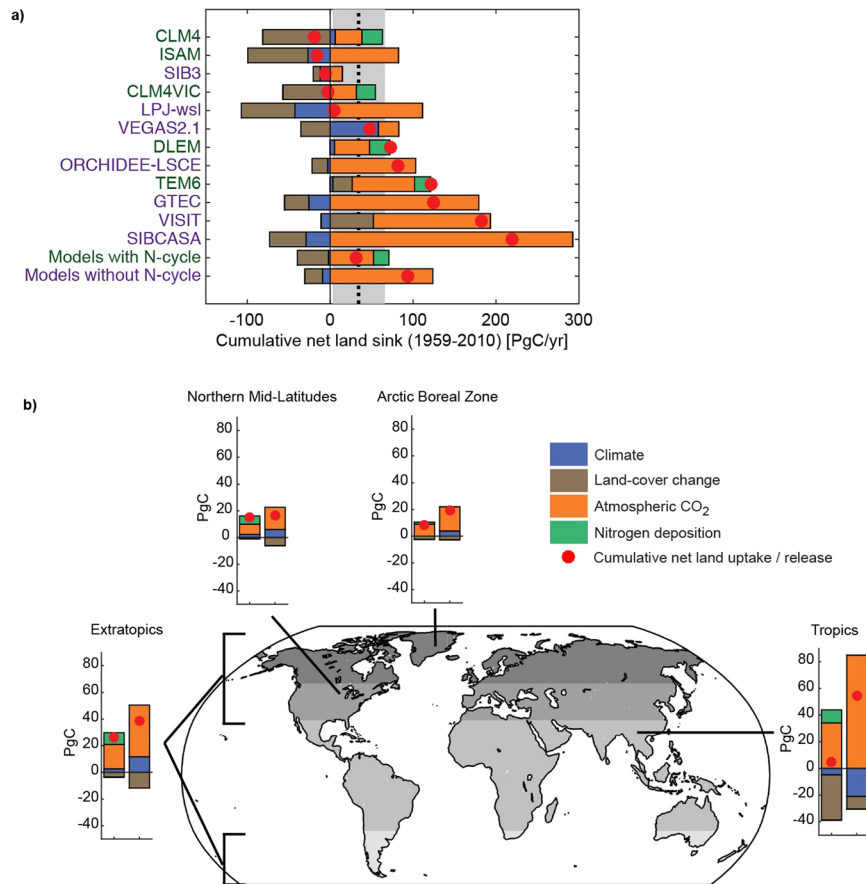 a)
CLM4
ISAM
SIB3
CLM4VIC
LPJ-wsl
VEGAS2.1
DLEM
ORCHIDEE-LSCE
TEM6
GTEC
VISIT
SIBCASA
Models with N-cycle
Models without N-cycle
-100 0 100 200 300
Cumulative net land sink (1959-2010) [PgC/yr]
b)
Northern Mid-Latitudes
80
60
40
20
0
-20
-40
PgC
Arctic Boreal Zone
80
60
40
20
0
-20
-40
PgC
Climate
Land-cover change
Atmospheric CO2
Nitrogen deposition
Cumulative net land uptake / release
Extratopics
80
60
40
20
0
-20
-40
PgC
Tropics
80
60
40
20
0
-20
-40
PgC